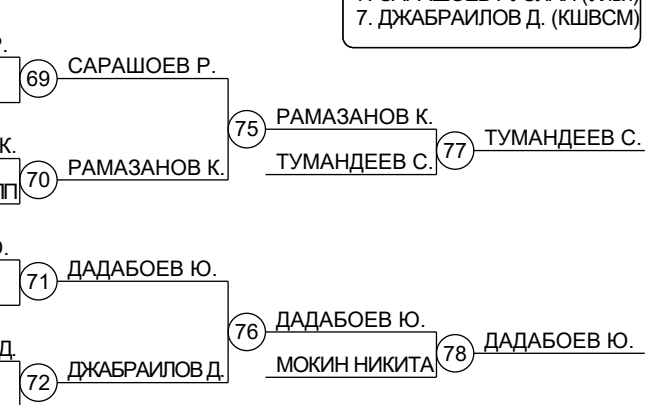 7. ДЖАБРАИЛОВ Д. (КШВСМ)
69
САРАШОЕВ Р.
75
РАМАЗАНОВ К.
77
ТУМАНДЕЕВ С.
К.
70
РАМАЗАНОВ К.
ТУМАНДЕЕВ С.
71
ДАДАБОЕВ Ю.
76
ДАДАБОЕВ Ю.
78
ДАДАБОЕВ Ю.
Д.
72
ДЖАБРАИЛОВ Д.
МОКИН НИКИТА